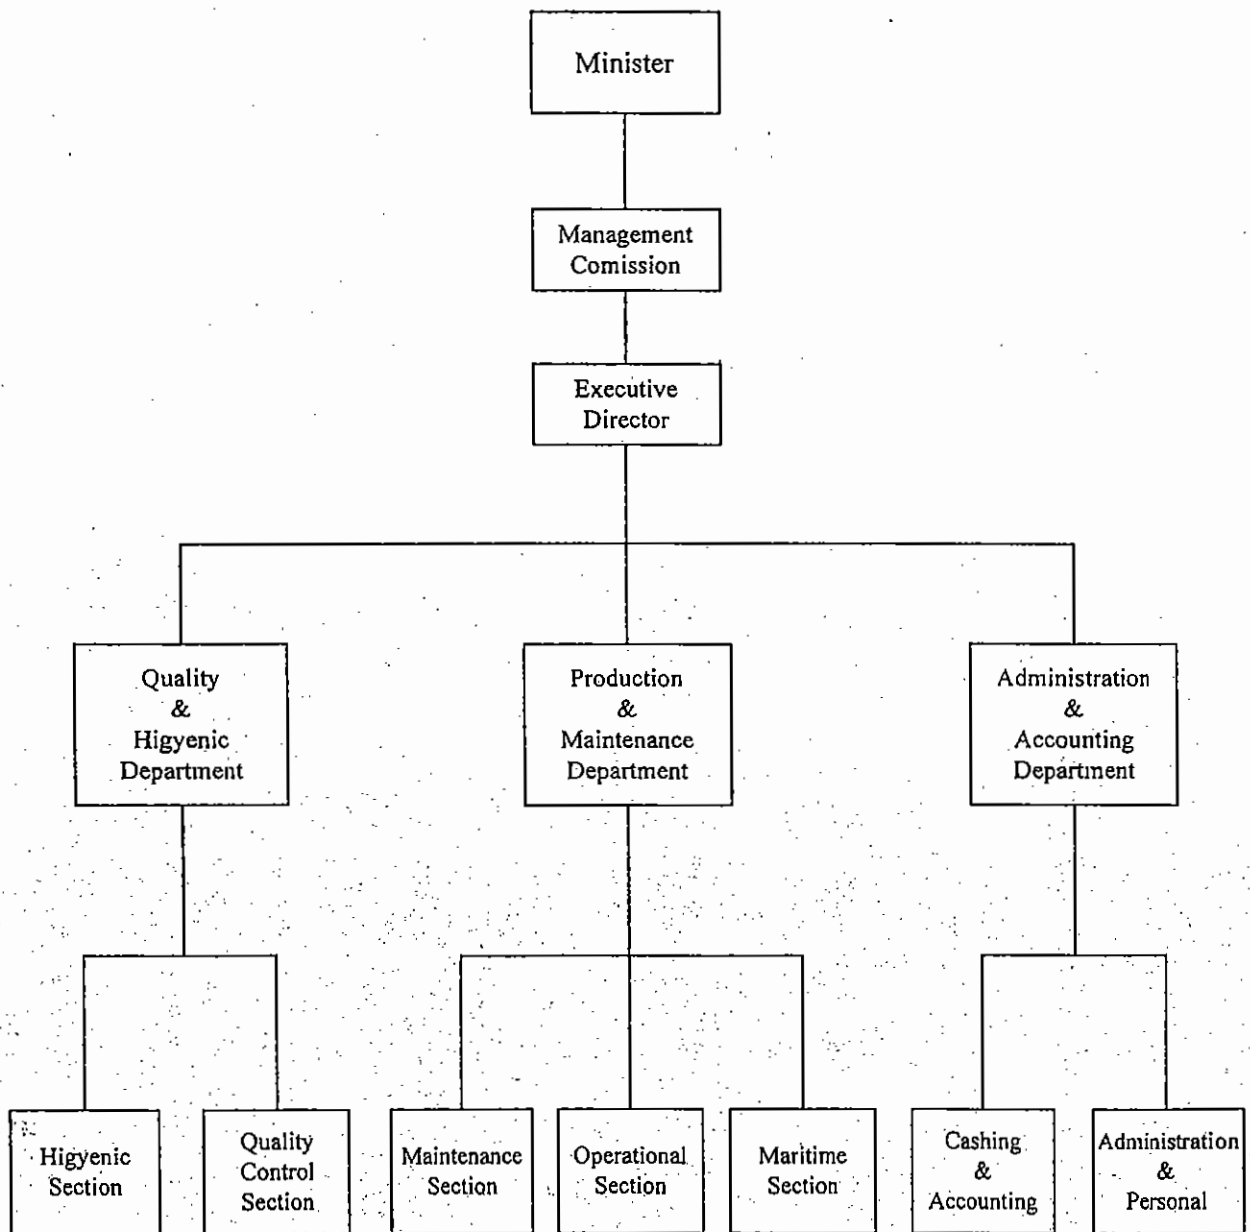 Minister
Management
Comission
Executive
Director
Quality
&
Higyenic
Department
Production
&
Maintenance
Department
Administration
&
Accounting
Department
Higyenic
Section
Quality
Control
Section
Maintenance
Section
Operational
Section
Maritime
Section
Cashing
&
Accounting
Administration
&
Personal